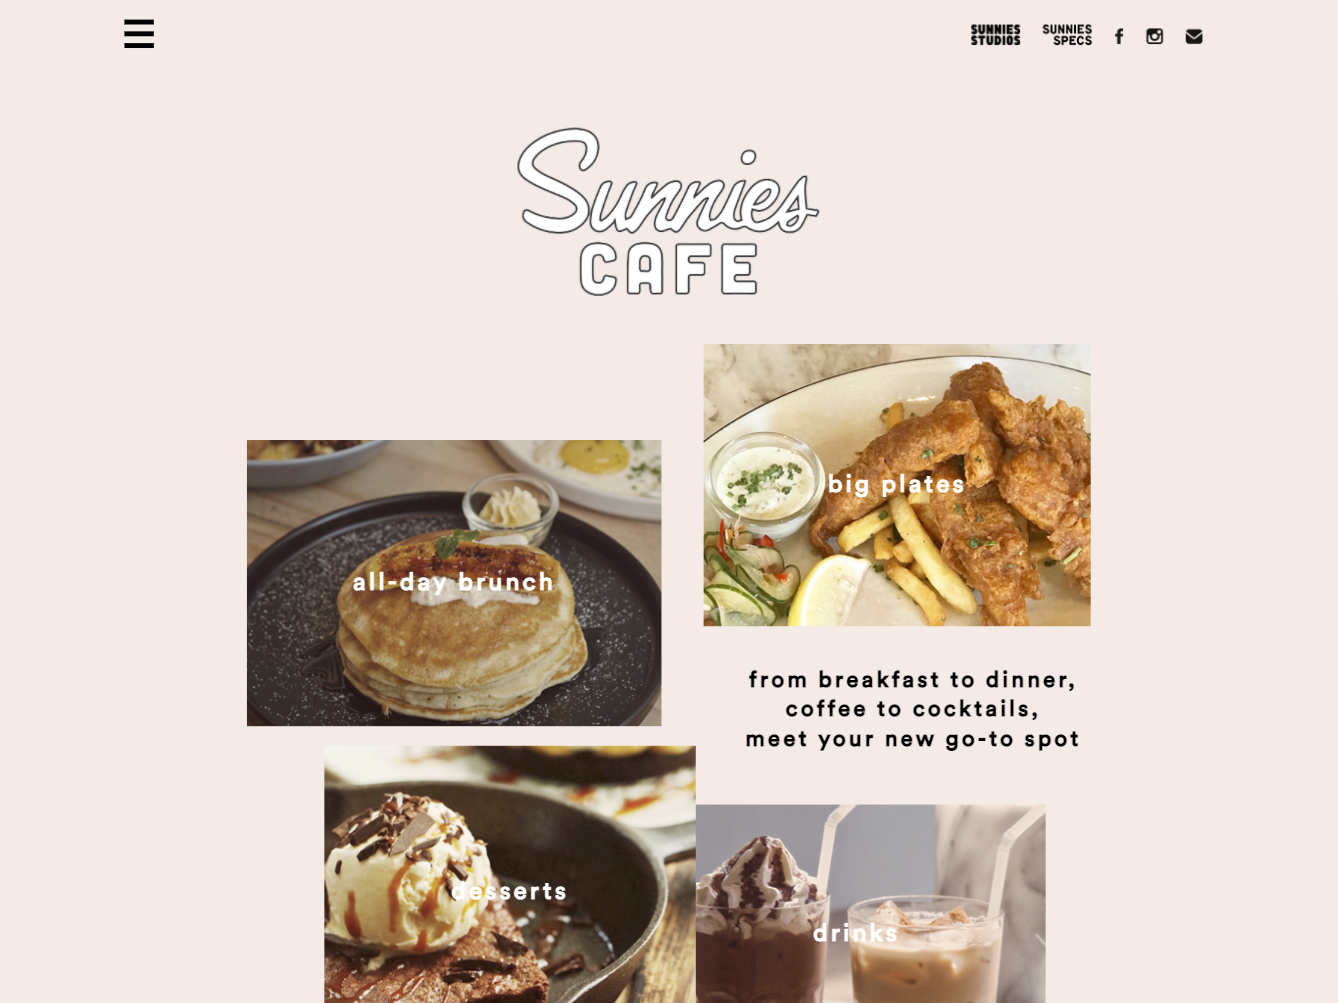 SUNNIES
STUDIOS
SUNNIES
SPECS
Sunnies
CAFE
big plates
all-day brunch
from breakfast to dinner,
coffee to cocktails,
meet your new go-to spot
desserts
drinks